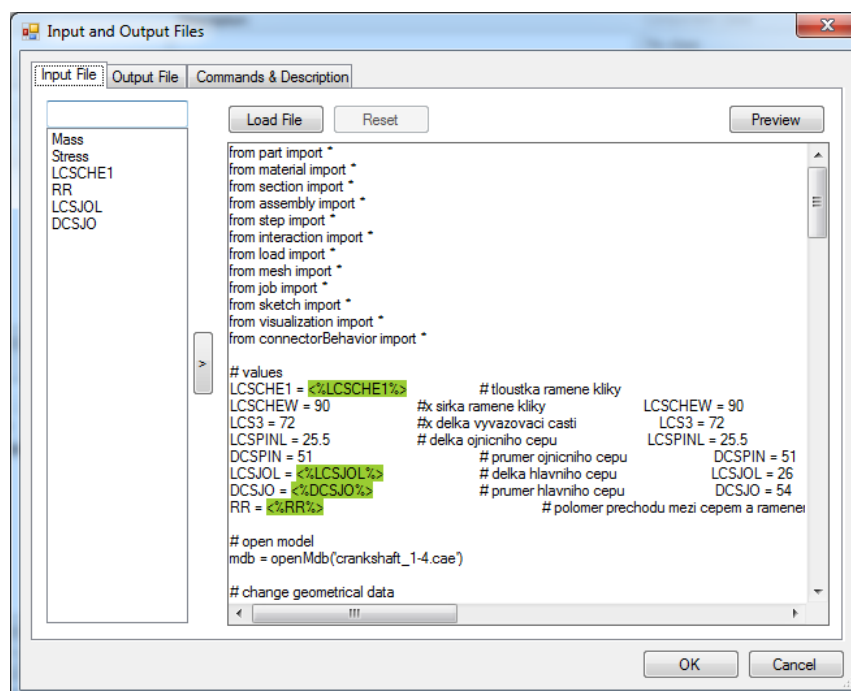 Input and Output Files
Input File Output File Commands & Description
Load File Reset Preview
Mass
Stress
LCSCHE1
RR
LCSJOL
DCSJO
>
from part import *
from material import *
from section import *
from assembly import *
from step import *
from interaction import *
from load import *
from mesh import *
from job import *
from sketch import *
from visualization import *
from connectorBehavior import *
# values
LCSCHE1 = <%LCSCHE1%> # tloustka ramene kliky
LCSCHEW = 90 #x sirka ramene kliky LCSCHEW = 90
LCS3 = 72 #x delka vyvazovaci casti LCS3 = 72
LCSPINL = 25.5 # delka ojnicniho cepu LCSPINL = 25.5
DCSPIN = 51 # prumer ojnicniho cepu DCSPIN = 51
LCSJOL = <%LCSJOL%> # delka hlavniho cepu LCSJOL = 26
DCSJO = <%DCSJO%> # prumer hlavniho cepu DCSJO = 54
RR = <%RR%> # polomer prechodu mezi cepem a ramene
# open model
mdb = openMdb('crankshaft_1-4.cae')
# change geometrical data
OK Cancel